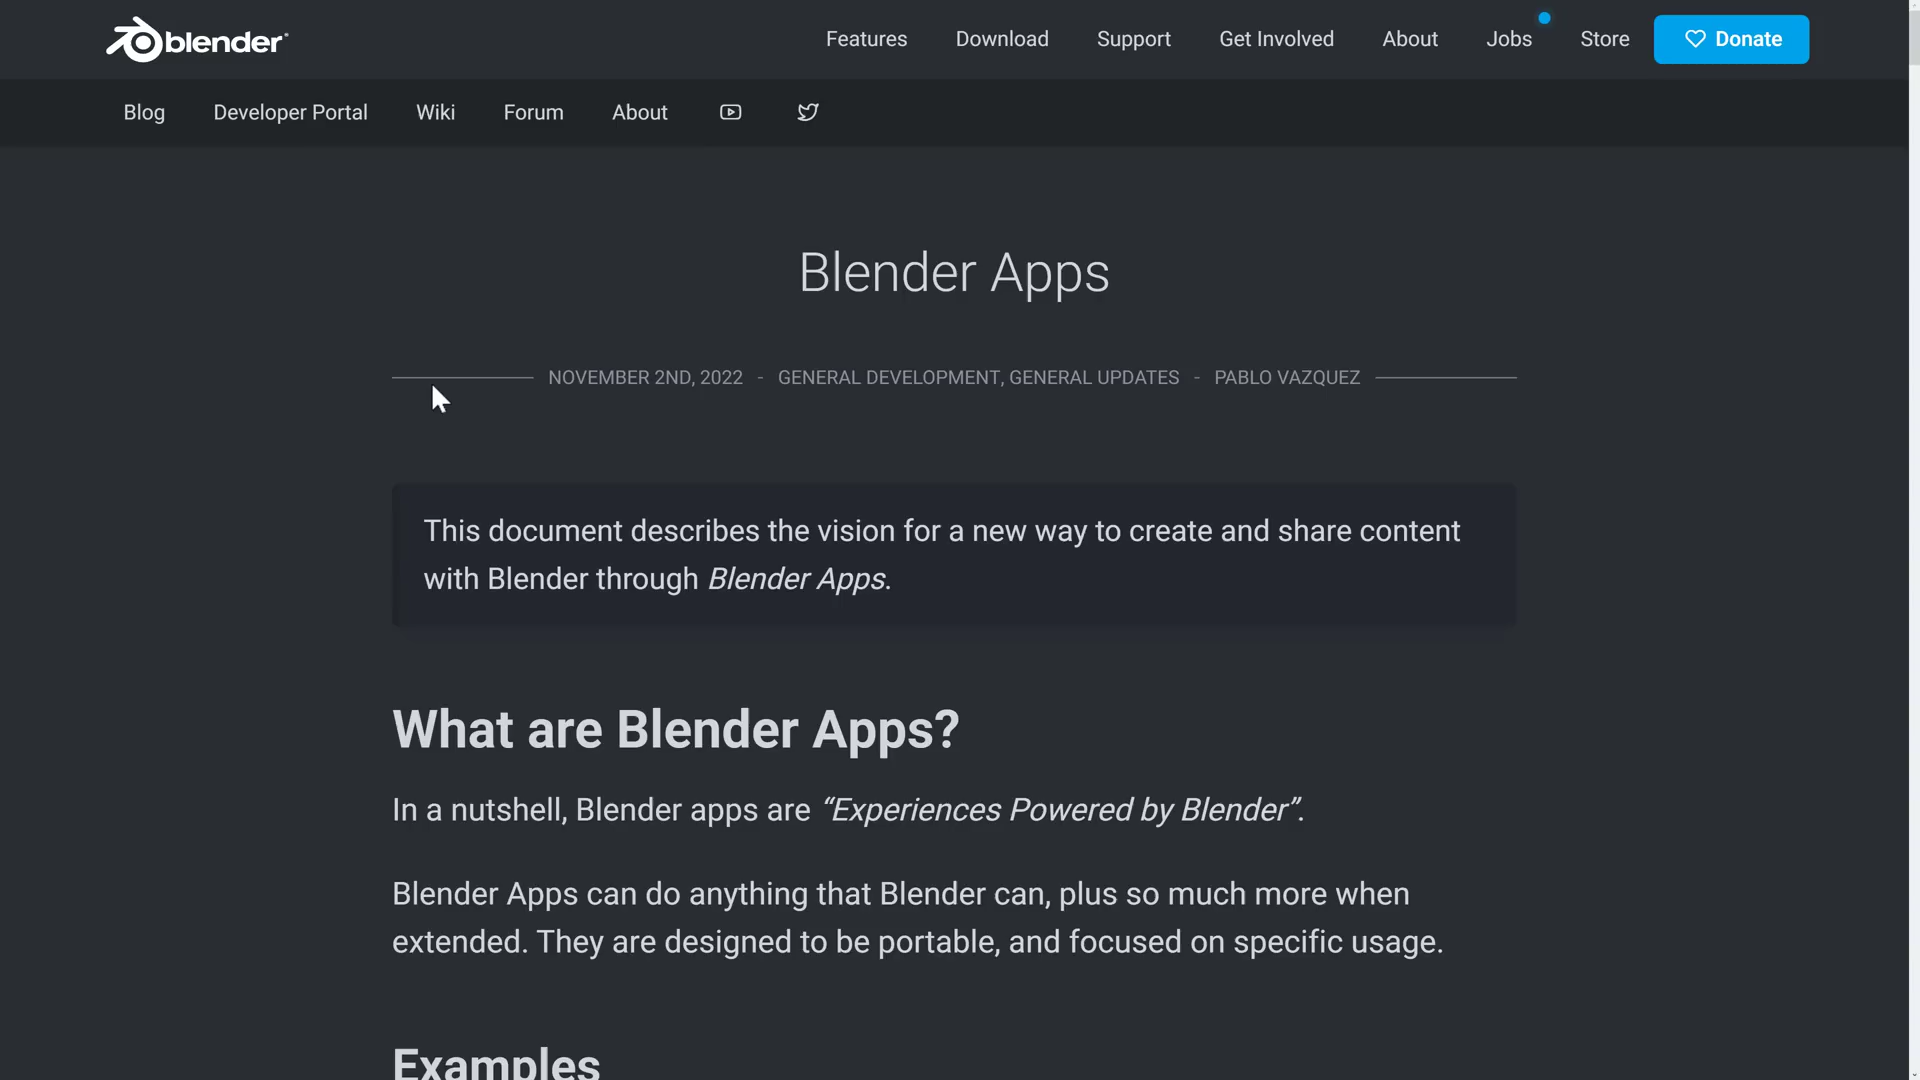 blender
Features Download Support Get Involved About Jobs Store Donate
Blog Developer Portal Wiki Forum About
Blender Apps
NOVEMBER 2ND, 2022 - GENERAL DEVELOPMENT, GENERAL UPDATES - PABLO VAZQUEZ
This document describes the vision for a new way to create and share content
with Blender through Blender Apps.
What are Blender Apps?
In a nutshell, Blender apps are “Experiences Powered by Blender”.
Blender Apps can do anything that Blender can, plus so much more when
extended. They are designed to be portable, and focused on specific usage.
Examples